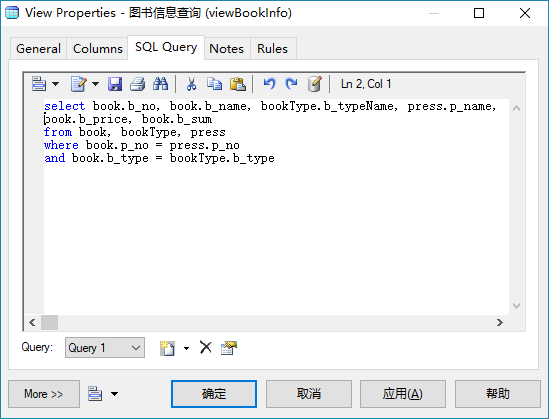 View Properties - 图书信息查询 (viewBookInfo)
General Columns SQL Query Notes Rules
Ln 2, Col 1
select book.b_no, book.b_name, bookType.b_typeName, press.p_name,
book.b_price, book.b_sum
from book, bookType, press
where book.p_no = press.p_no
and book.b_type = bookType.b_type
Query: Query 1
More >> 确定 取消 应用(A) 帮助